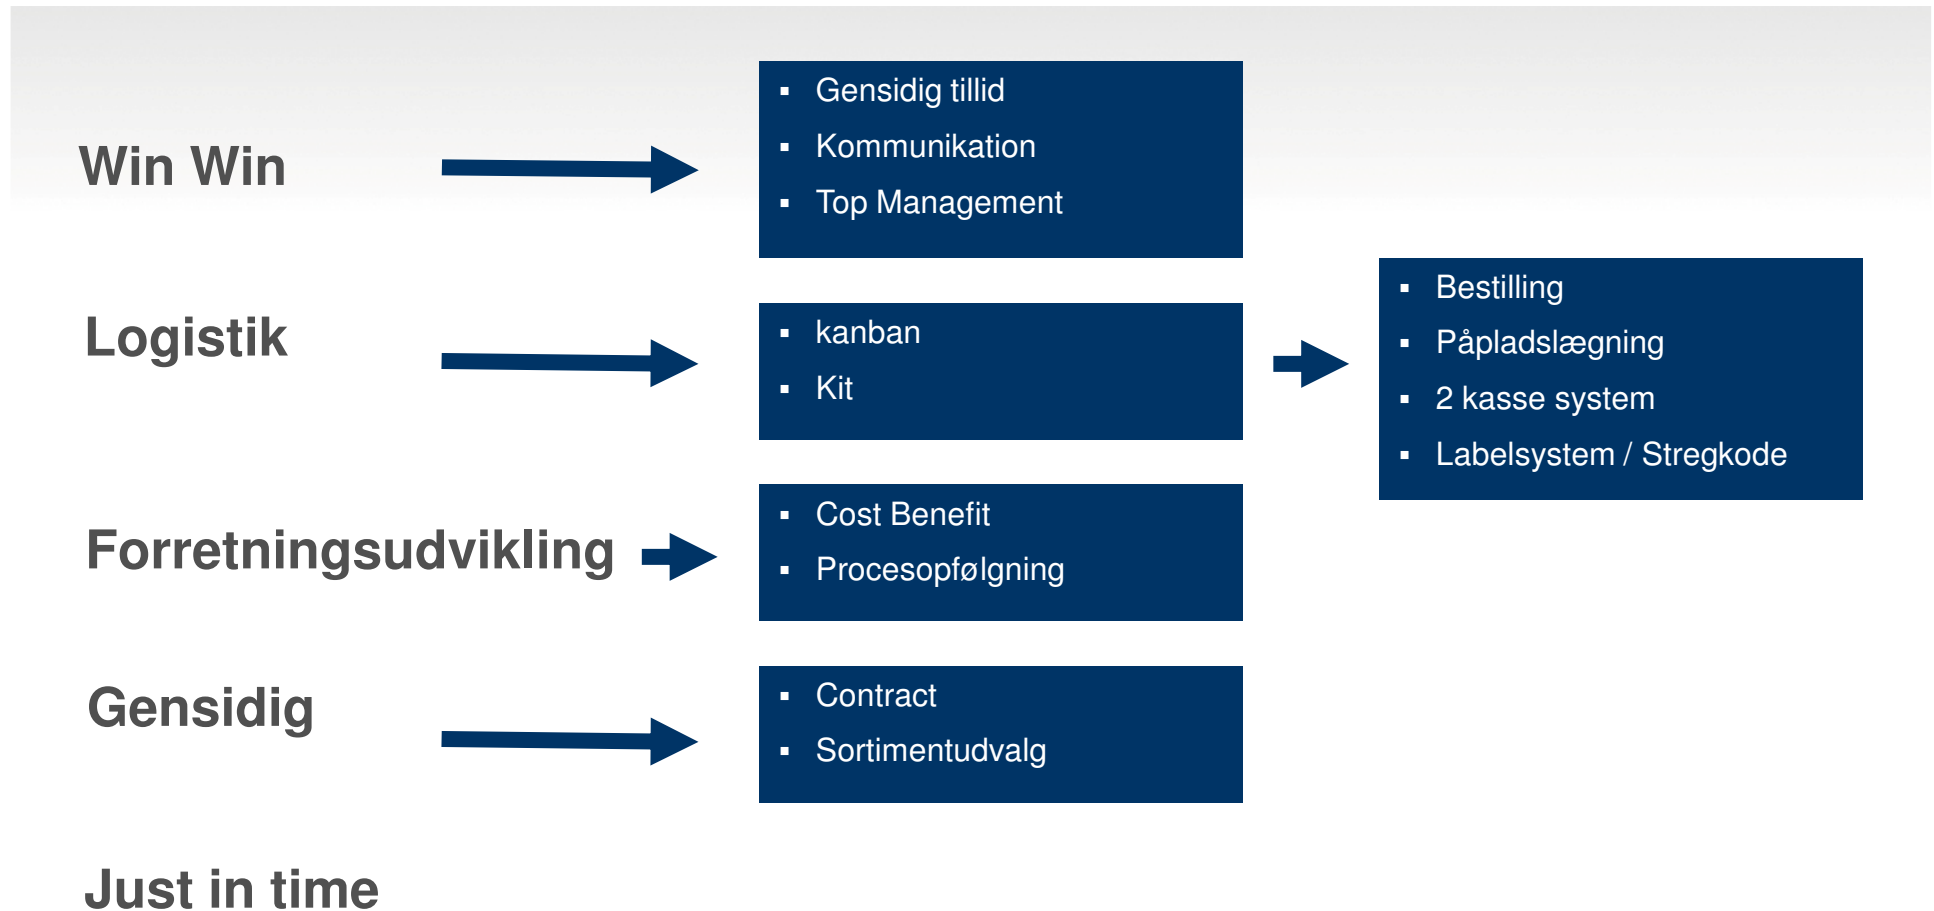 Win Win
▪ Gensidig tillid
▪ Kommunikation
▪ Top Management
Logistik
▪ kanban
▪ Kit
▪ Bestilling
▪ Påpladslægning
▪ 2 kasse system
▪ Labelsystem / Stregkode
Forretningsudvikling
▪ Cost Benefit
▪ Procesopfølgning
Gensidig
▪ Contract
▪ Sortimentudvalg
Just in time